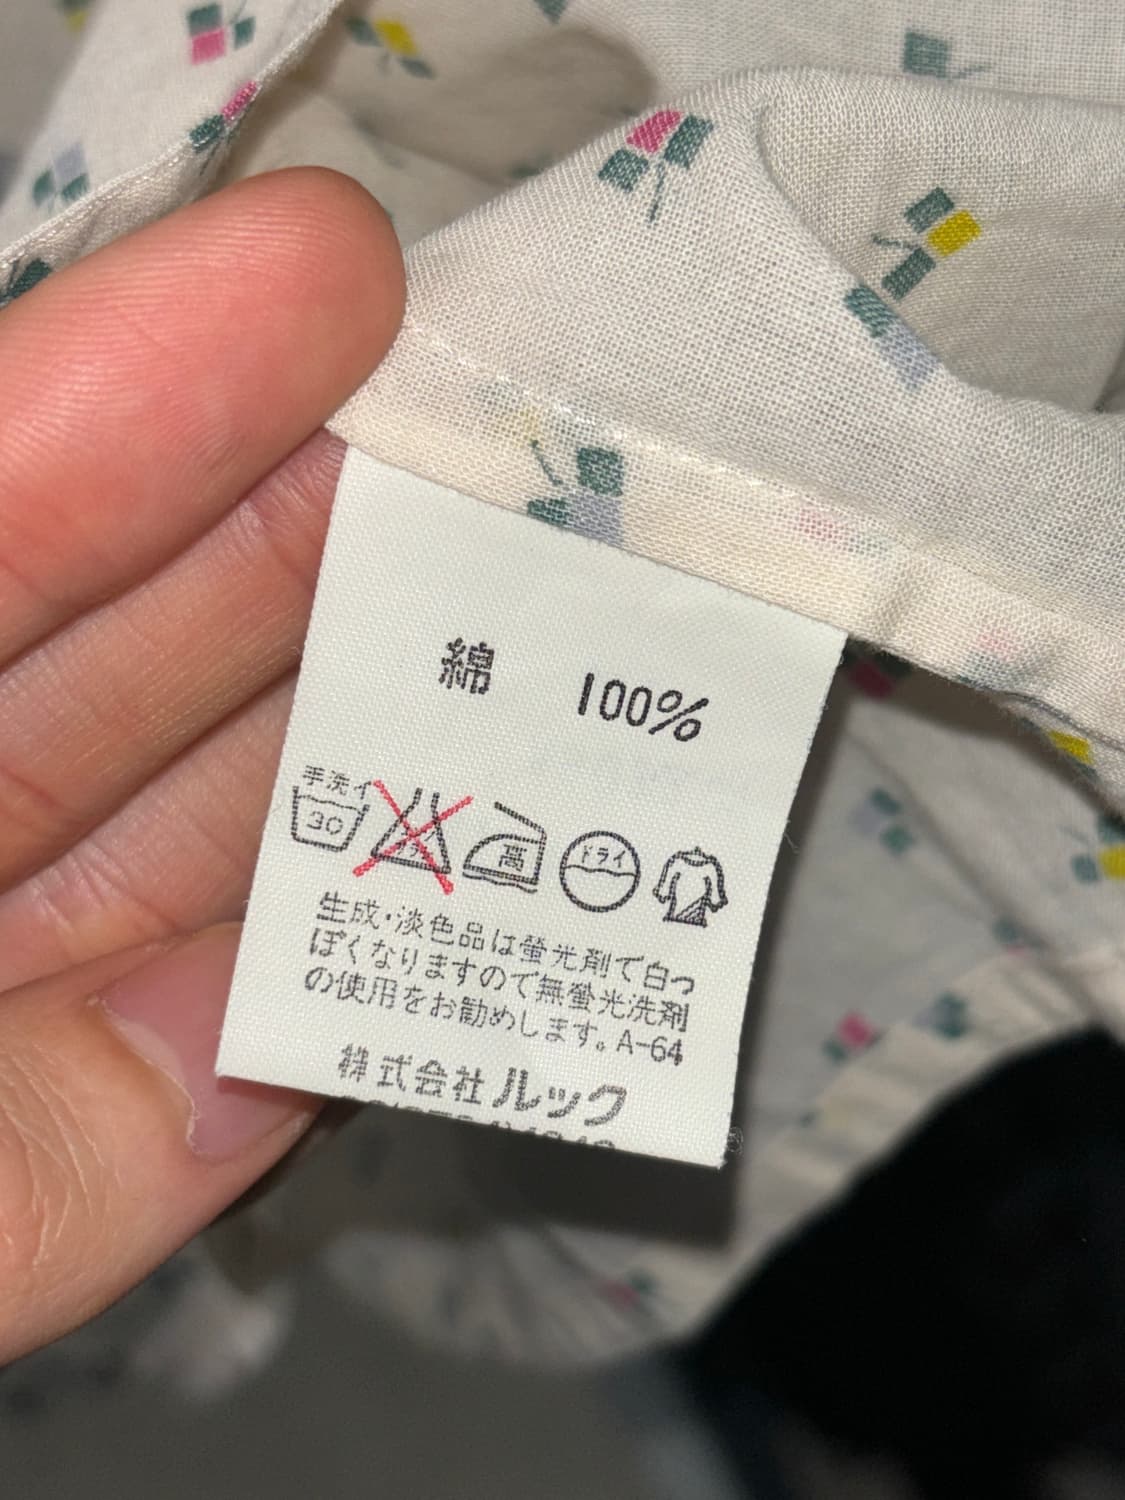 綿 100%
手洗イ
30
高
ドライ
生成・淡色品は螢光剤で白っ
ぽくなりますので無螢光洗剤
の使用をお勧めします。A-64
株式会社ルック